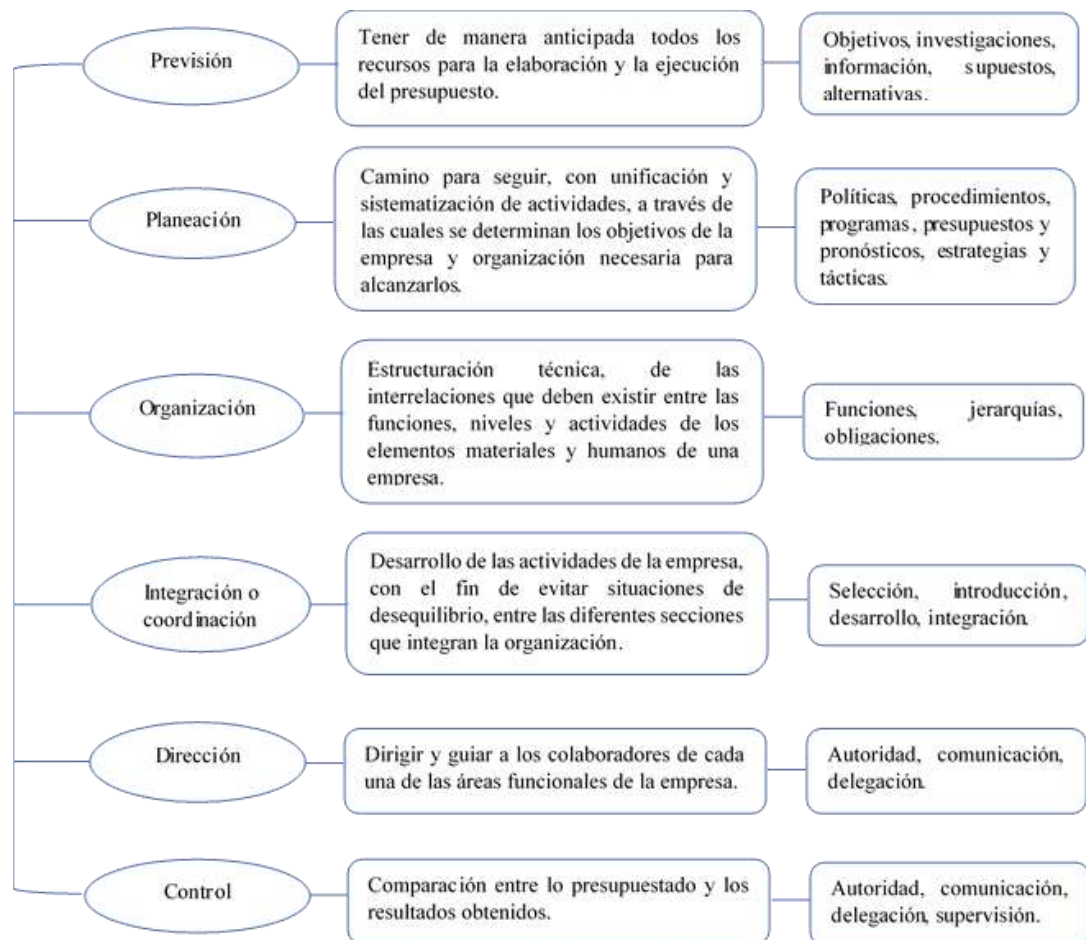 Previsión
Tener de manera anticipada todos los
recursos para la elaboración y la ejecución
del presupuesto.
Objetivos, investigaciones,
información, supuestos,
alternativas.
Planeación
Camino para seguir, con unificación y
sistematización de actividades, a través de
las cuales se determinan los objetivos de la
empresa y organización necesaria para
alcanzarlos.
Políticas, procedimientos,
programas, presupuestos y
pronósticos, estrategias y
tácticas.
Organización
Estructuración técnica, de las
interrelaciones que deben existir entre las
funciones, niveles y actividades de los
elementos materiales y humanos de una
empresa.
Funciones, jerarquías,
obligaciones.
Integración o
coordinación
Desarrollo de las actividades de la empresa,
con el fin de evitar situaciones de
desequilibrio, entre las diferentes secciones
que integran la organización.
Selección, introducción,
desarrollo, integración.
Dirección
Dirigir y guiar a los colaboradores de cada
una de las áreas funcionales de la empresa.
Autoridad, comunicación,
delegación.
Control
Comparación entre lo presupuestado y los
resultados obtenidos.
Autoridad, comunicación,
delegación, supervisión.